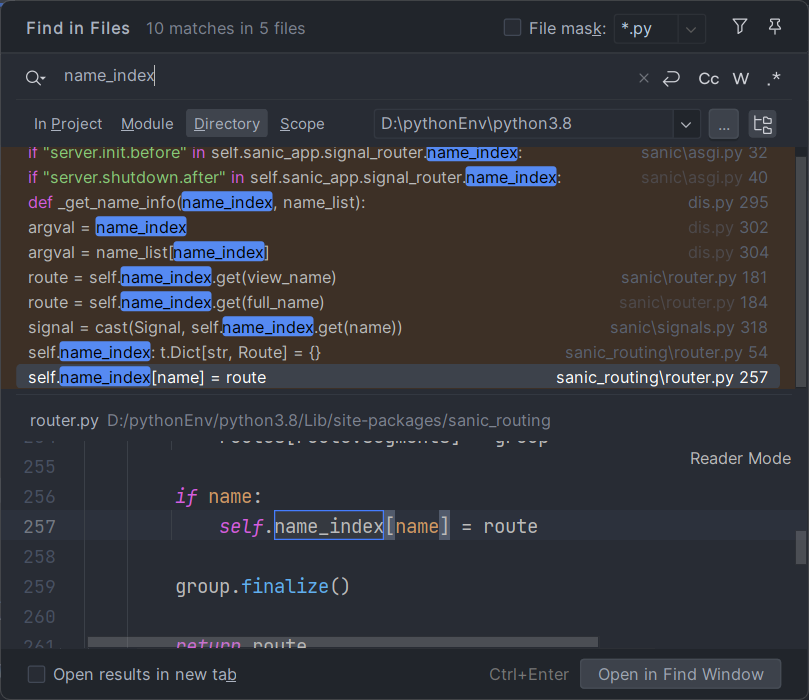 Find in Files 10 matches in 5 files File mask: *.py
name_index Cc W .*
In Project Module Directory Scope D:\pythonEnv\python3.8 ...
if "server.init.before" in self.sanic_app.signal_router.name_index: sanic\asgi.py 32
if "server.shutdown.after" in self.sanic_app.signal_router.name_index: sanic\asgi.py 40
def _get_name_info(name_index, name_list): dis.py 295
argval = name_index dis.py 302
argval = name_list[name_index] dis.py 304
route = self.name_index.get(view_name) sanic\router.py 181
route = self.name_index.get(full_name) sanic\router.py 184
signal = cast(Signal, self.name_index.get(name)) sanic\signals.py 318
self.name_index: t.Dict[str, Route] = {} sanic_routing\router.py 54
self.name_index[name] = route sanic_routing\router.py 257
router.py D:/pythonEnv/python3.8/Lib/site-packages/sanic_routing
Reader Mode
255
256 if name:
257 self.name_index[name] = route
258
259 group.finalize()
260
261 return route
Open results in new tab Ctrl+Enter Open in Find Window